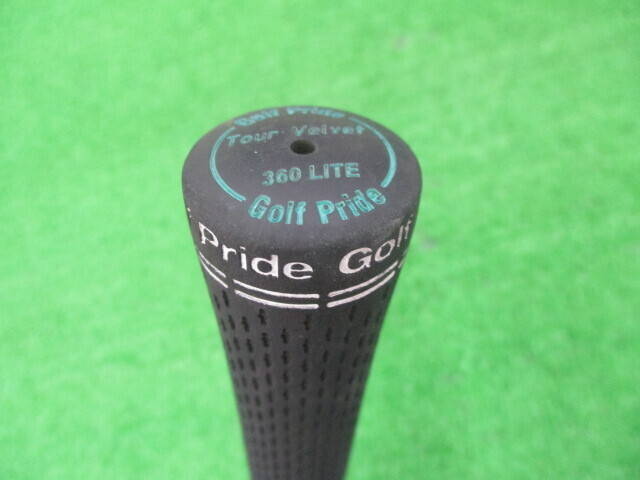 Golf Pride
Tour Velvet
360 LITE
Golf Pride
Pride Golf